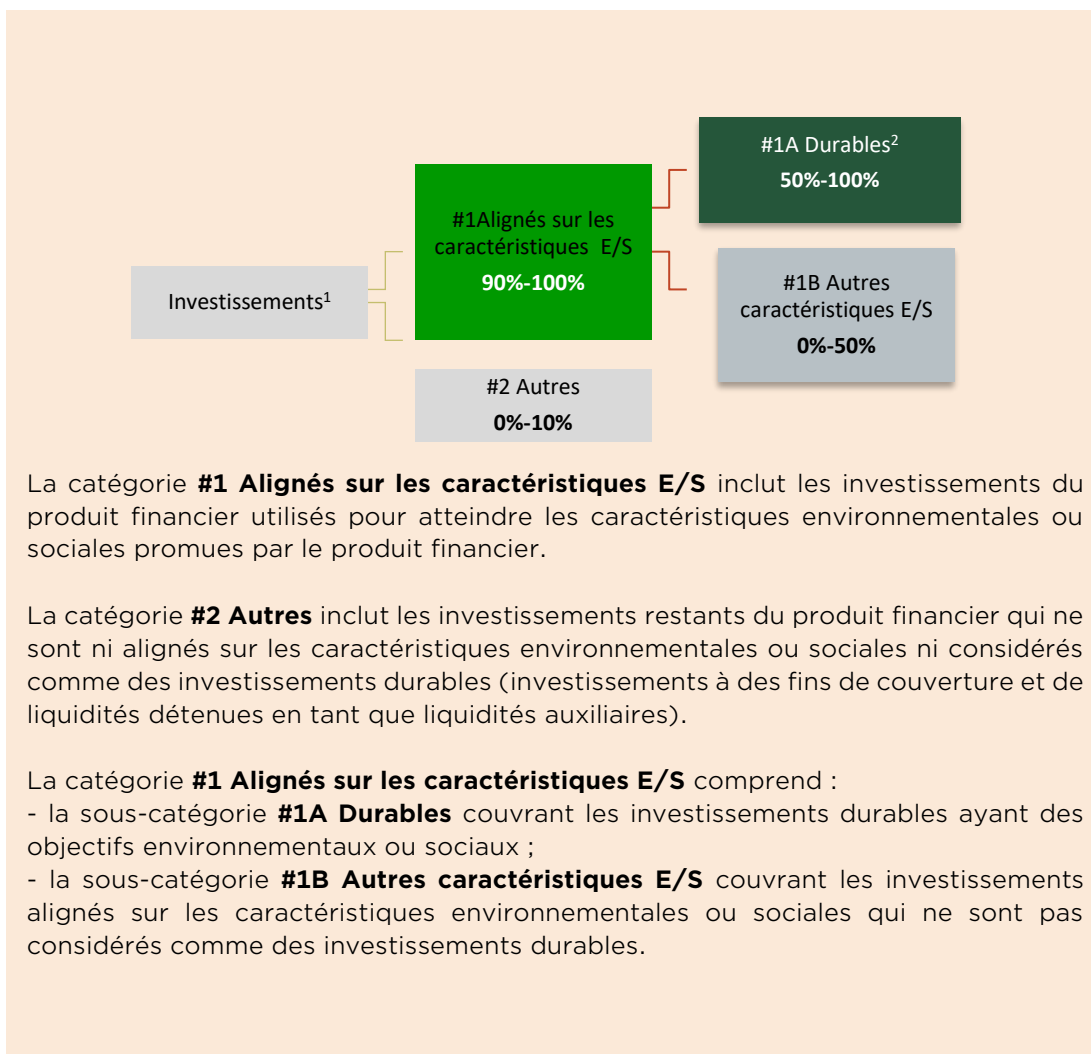 #1A Durables²
50%-100%
#1Alignés sur les
caractéristiques E/S
90%-100%
Investissements¹
#1B Autres
caractéristiques E/S
0%-50%
#2 Autres
0%-10%
La catégorie #1 Alignés sur les caractéristiques E/S inclut les investissements du
produit financier utilisés pour atteindre les caractéristiques environnementales ou
sociales promues par le produit financier.
La catégorie #2 Autres inclut les investissements restants du produit financier qui ne
sont ni alignés sur les caractéristiques environnementales ou sociales ni considérés
comme des investissements durables (investissements à des fins de couverture et de
liquidités détenues en tant que liquidités auxiliaires).
La catégorie #1 Alignés sur les caractéristiques E/S comprend :
- la sous-catégorie #1A Durables couvrant les investissements durables ayant des
objectifs environnementaux ou sociaux ;
- la sous-catégorie #1B Autres caractéristiques E/S couvrant les investissements
alignés sur les caractéristiques environnementales ou sociales qui ne sont pas
considérés comme des investissements durables.